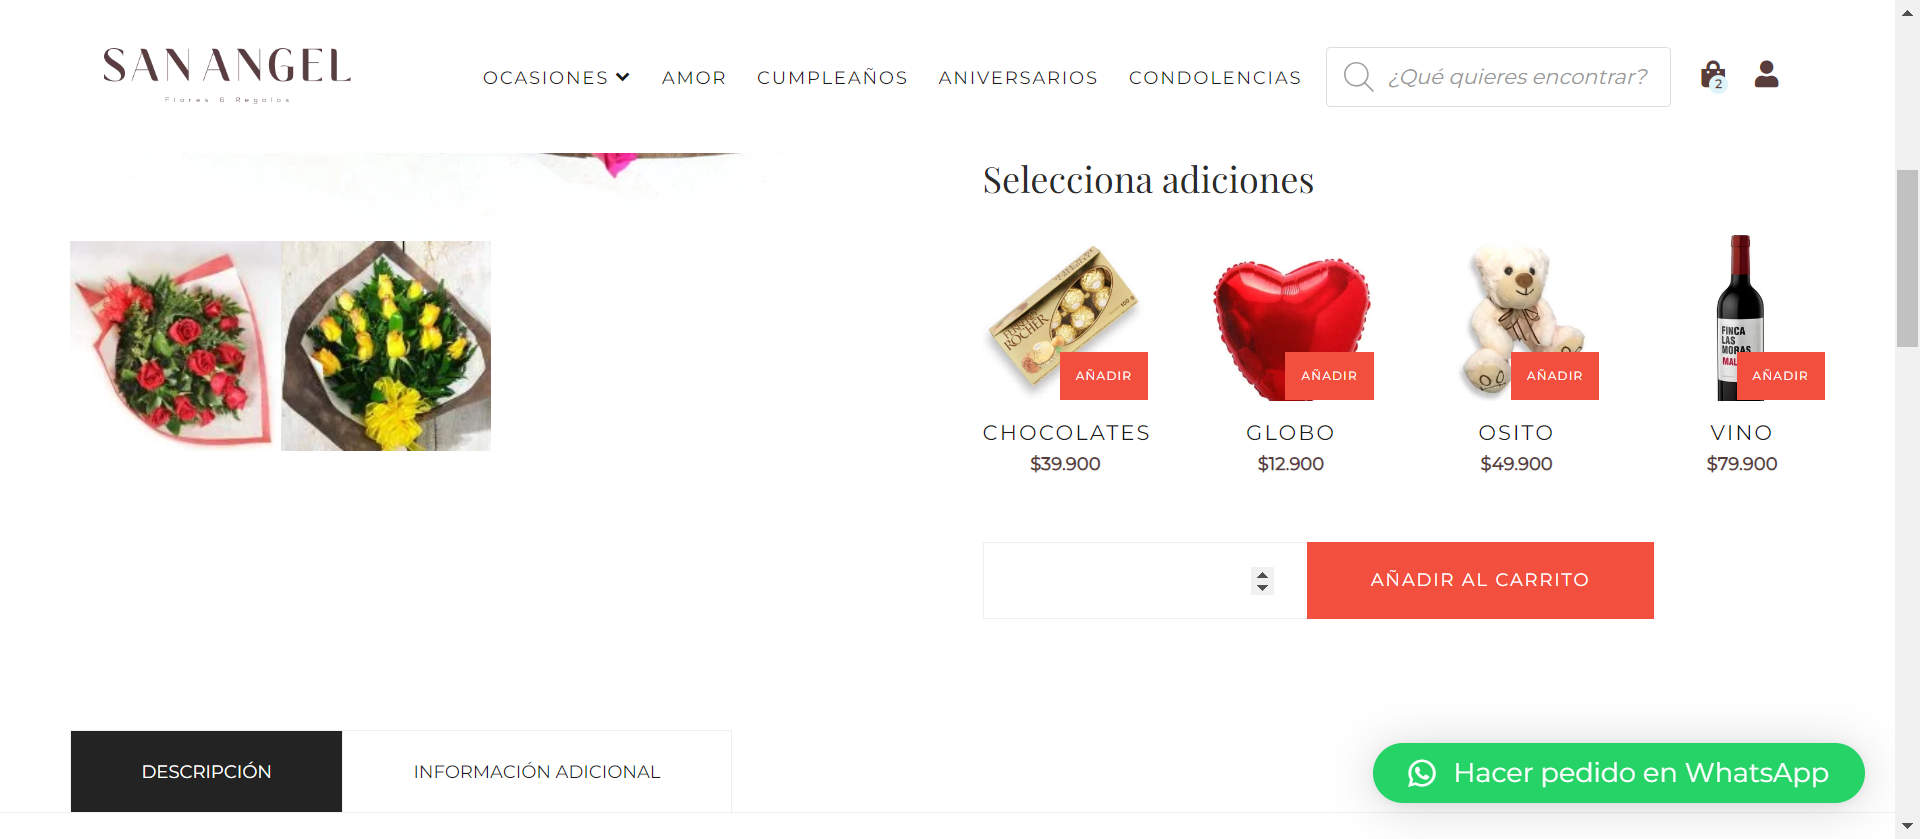 SAN ANGEL
Flores & Regalos
OCASIONES
AMOR
CUMPLEAÑOS
ANIVERSARIOS
CONDOLENCIAS
¿Qué quieres encontrar?
2
Selecciona adiciones
FERRERO
ROCHER
100 g
FINCA
LAS
MORAS
MAL
AÑADIR
AÑADIR
AÑADIR
AÑADIR
CHOCOLATES
$39.900
GLOBO
$12.900
OSITO
$49.900
VINO
$79.900
AÑADIR AL CARRITO
DESCRIPCIÓN
INFORMACIÓN ADICIONAL
Hacer pedido en WhatsApp